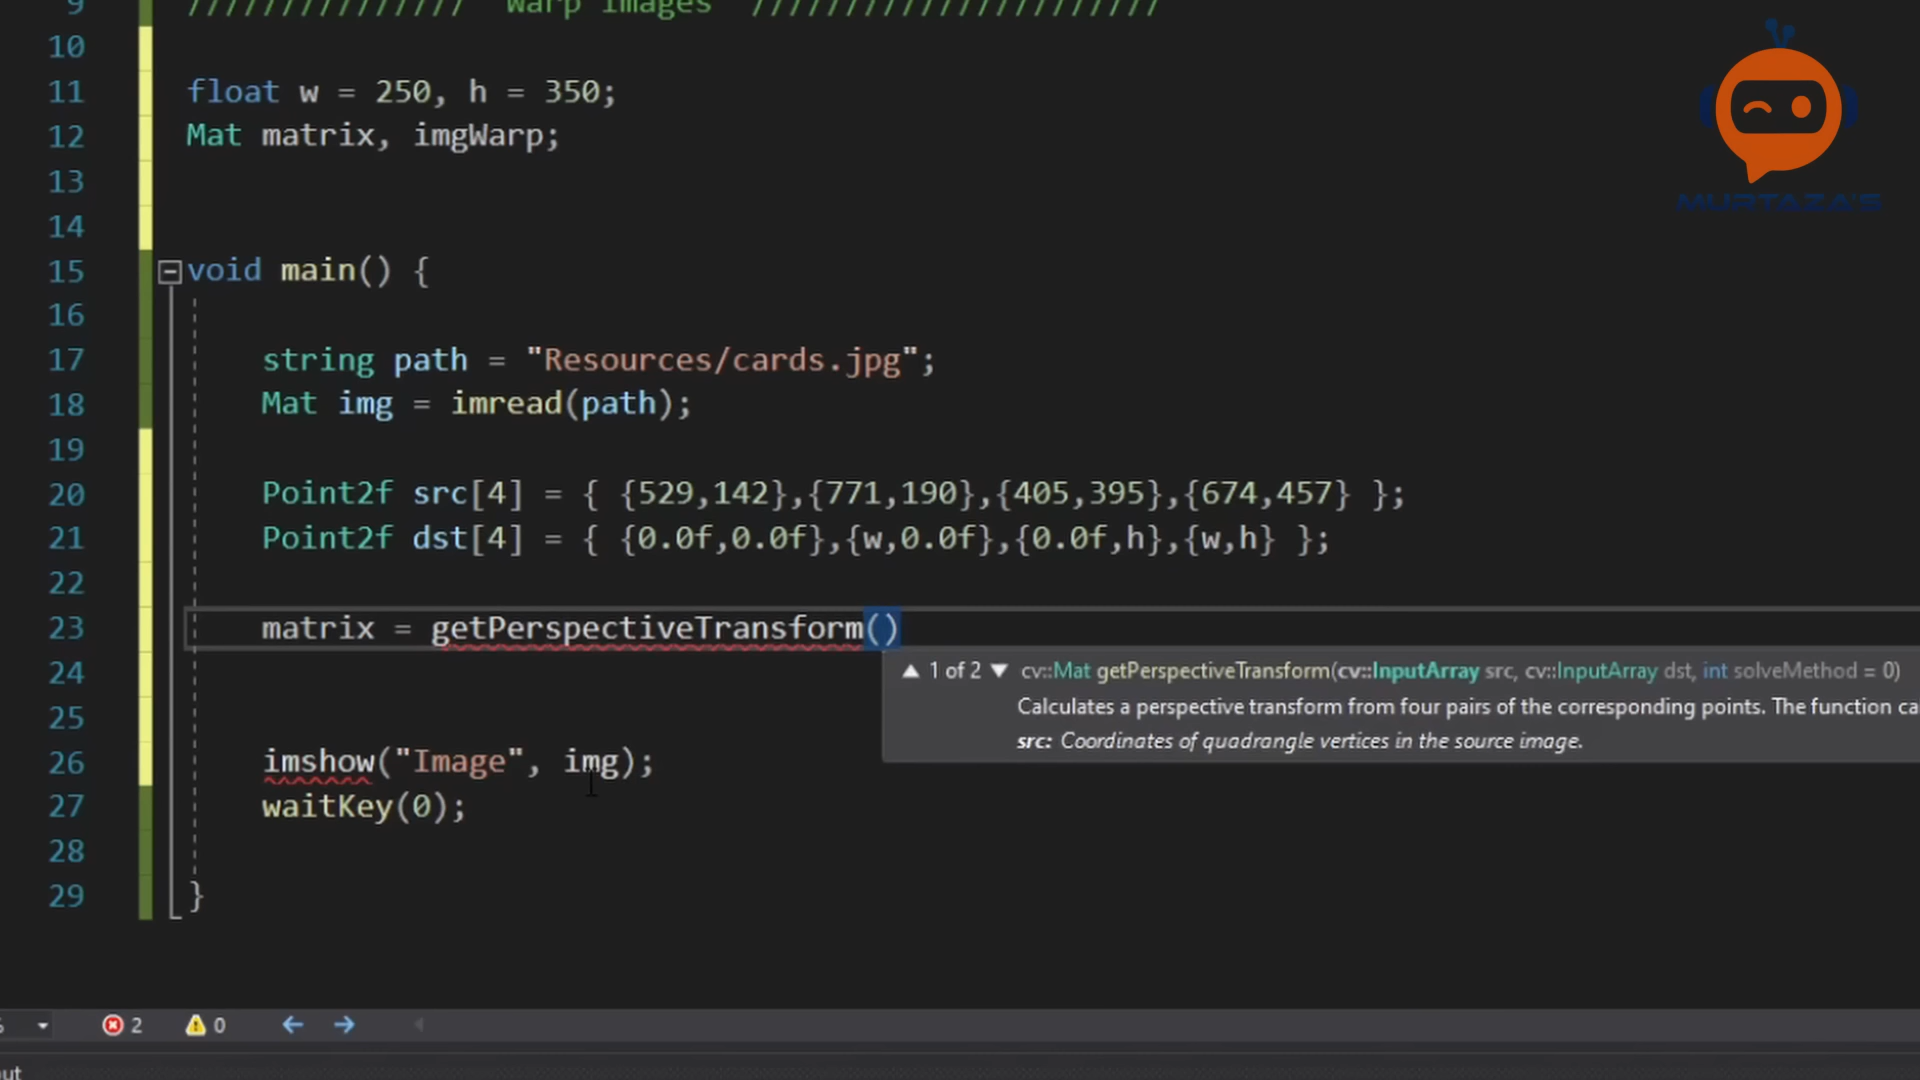 9 /////////////// Warp Images //////////////////////
10
11 float w = 250, h = 350;
12 Mat matrix, imgWarp;
13
14
15 void main() {
16
17 string path = "Resources/cards.jpg";
18 Mat img = imread(path);
19
20 Point2f src[4] = { {529,142},{771,190},{405,395},{674,457} };
21 Point2f dst[4] = { {0.0f,0.0f},{w,0.0f},{0.0f,h},{w,h} };
22
23 matrix = getPerspectiveTransform()
▲ 1 of 2 ▼ cv::Mat getPerspectiveTransform(cv::InputArray src, cv::InputArray dst, int solveMethod = 0)
Calculates a perspective transform from four pairs of the corresponding points. The function ca
src: Coordinates of quadrangle vertices in the source image.
24
25
26 imshow("Image", img);
27 waitKey(0);
28
29 }
2 0
MURTAZA'S